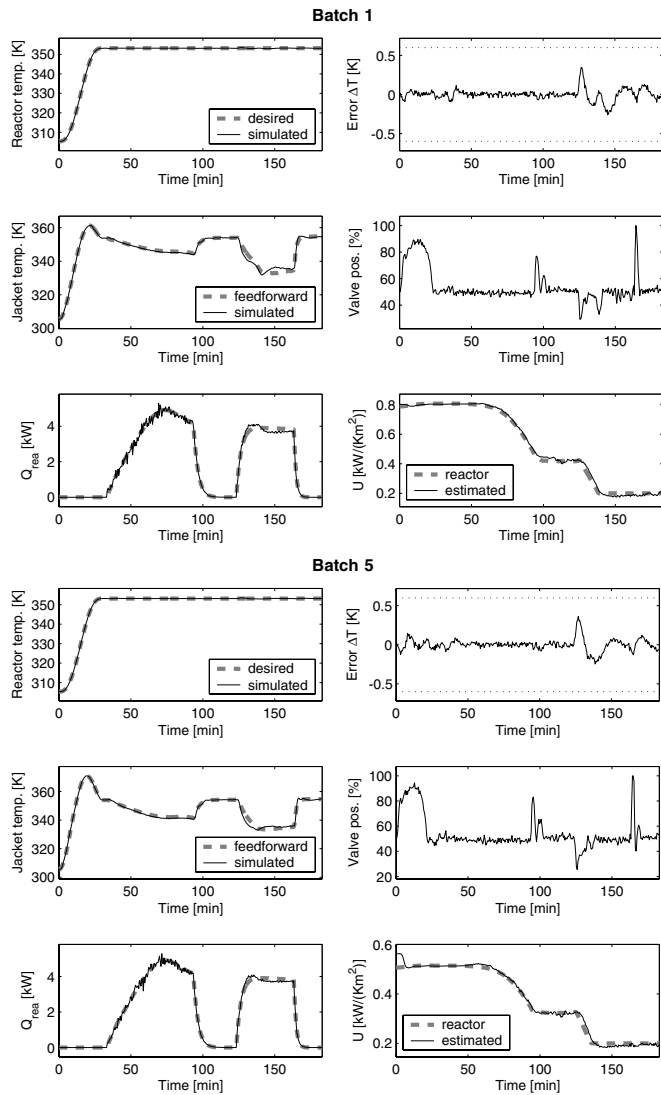 Batch 1
Reactor temp. [K]
350
340
330
320
310
0
50
100
150
Time [min]
desired
simulated
Error ΔT [K]
0.5
0
-0.5
0
50
100
150
Time [min]
Jacket temp. [K]
360
340
320
300
0
50
100
150
Time [min]
feedforward
simulated
Valve pos. [%]
100
80
60
40
0
50
100
150
Time [min]
Q_rea [kW]
4
2
0
0
50
100
150
Time [min]
U [kW/(Km²)]
0.8
0.6
0.4
0.2
0
50
100
150
Time [min]
reactor
estimated
Batch 5
Reactor temp. [K]
350
340
330
320
310
0
50
100
150
Time [min]
desired
simulated
Error ΔT [K]
0.5
0
-0.5
0
50
100
150
Time [min]
Jacket temp. [K]
360
340
320
300
0
50
100
150
Time [min]
feedforward
simulated
Valve pos. [%]
100
80
60
40
20
0
50
100
150
Time [min]
Q_rea [kW]
4
2
0
0
50
100
150
Time [min]
U [kW/(Km²)]
0.6
0.4
0.2
0
50
100
150
Time [min]
reactor
estimated